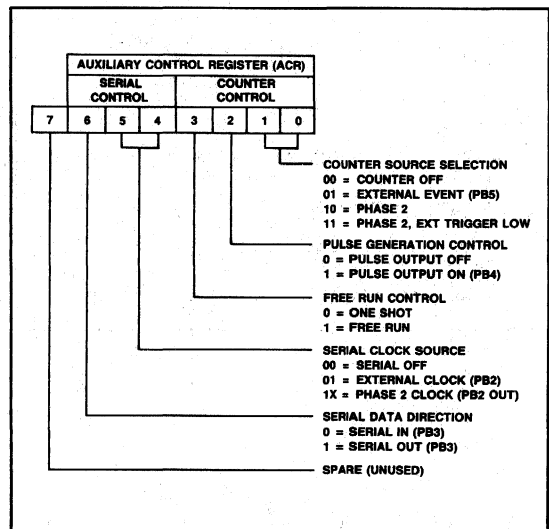 AUXILIARY CONTROL REGISTER (ACR)
SERIAL CONTROL
COUNTER CONTROL
7 6 5 4 3 2 1 0
COUNTER SOURCE SELECTION
00 = COUNTER OFF
01 = EXTERNAL EVENT (PB5)
10 = PHASE 2
11 = PHASE 2, EXT TRIGGER LOW
PULSE GENERATION CONTROL
0 = PULSE OUTPUT OFF
1 = PULSE OUTPUT ON (PB4)
FREE RUN CONTROL
0 = ONE SHOT
1 = FREE RUN
SERIAL CLOCK SOURCE
00 = SERIAL OFF
01 = EXTERNAL CLOCK (PB2)
1X = PHASE 2 CLOCK (PB2 OUT)
SERIAL DATA DIRECTION
0 = SERIAL IN (PB3)
1 = SERIAL OUT (PB3)
SPARE (UNUSED)